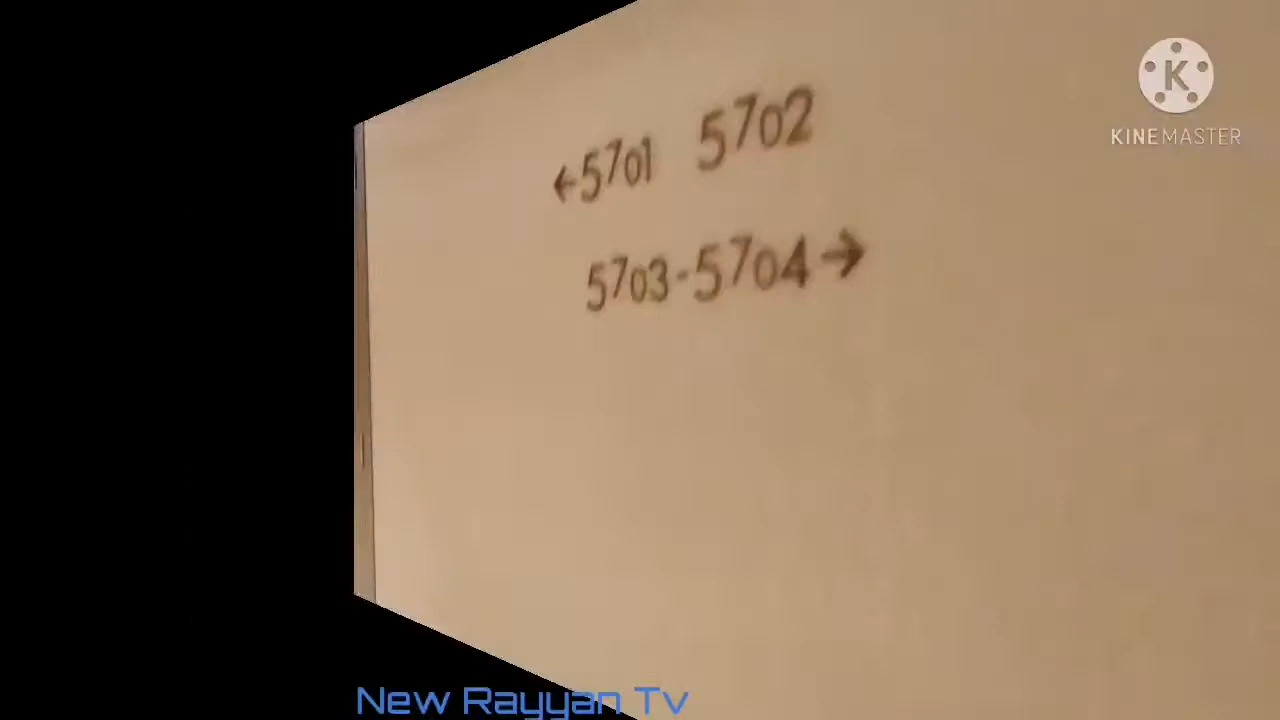 ←5701 5702
5703-5704→
KINEMASTER
New Rayyan Tv